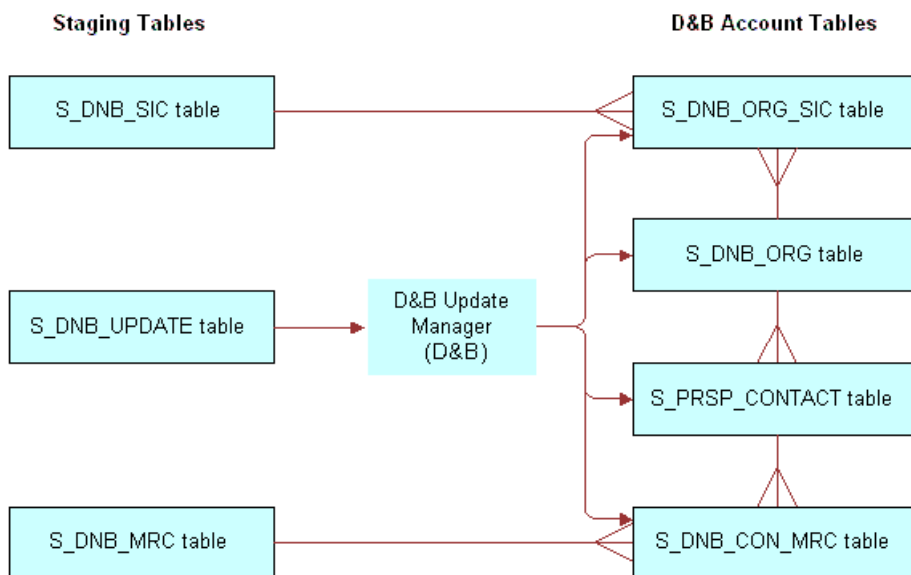 Staging Tables
D&B Account Tables
S_DNB_SIC table
S_DNB_ORG_SIC table
S_DNB_ORG table
S_DNB_UPDATE table
D&B Update
Manager
(D&B)
S_PRSP_CONTACT table
S_DNB_MRC table
S_DNB_CON_MRC table